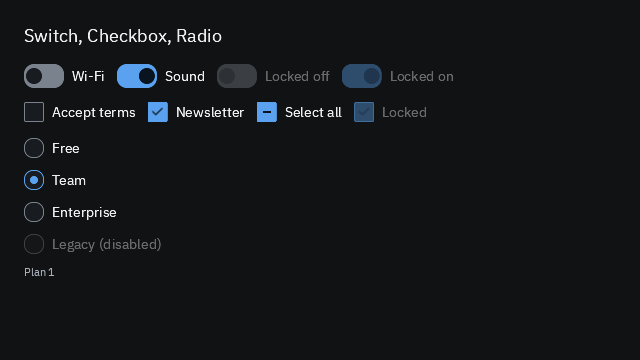 Switch, Checkbox, Radio
Wi-Fi Sound Locked off Locked on
Accept terms Newsletter Select all Locked
Free
Team
Enterprise
Legacy (disabled)
Plan 1